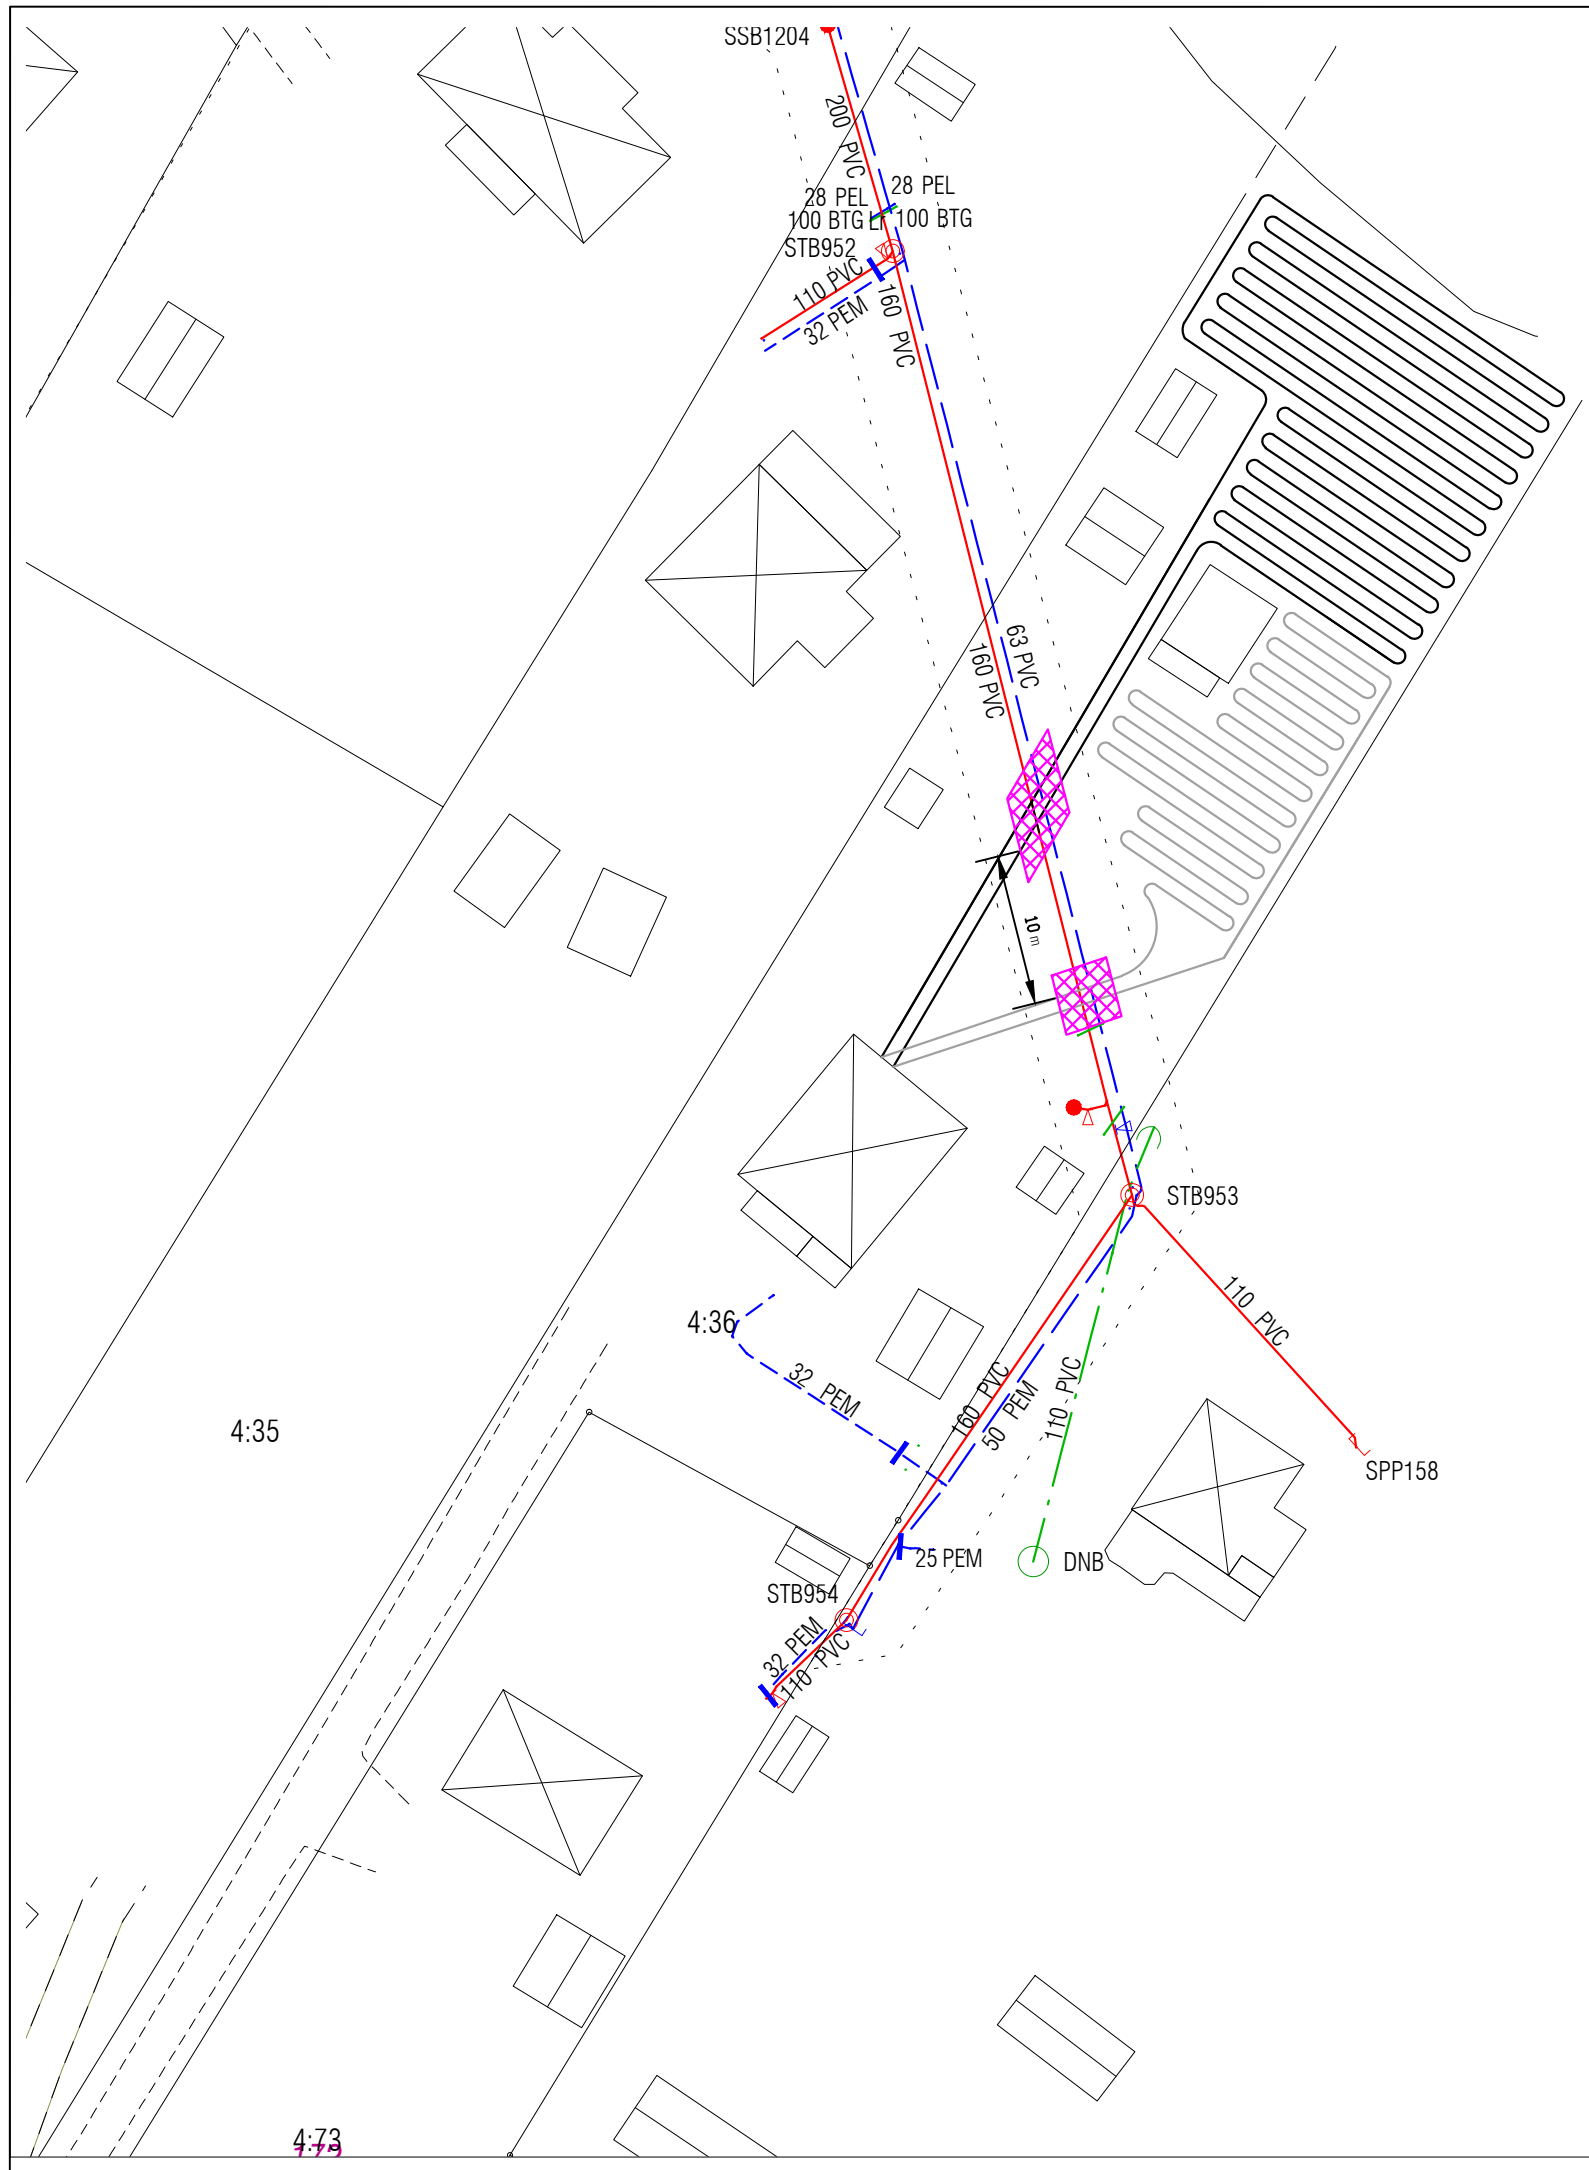 SSB1204
200 PVC
28 PEL
28 PEL
100 BTG
100 BTG
STB952
110 PVC
32 PEM
160 PVC
63 PVC
160 PVC
10 m
STB953
110 PVC
4:36
32 PEM
160 PVC
50 PEM
110 PVC
4:35
SPP158
25 PEM
DNB
STB954
32 PEM
110 PVC
4:73